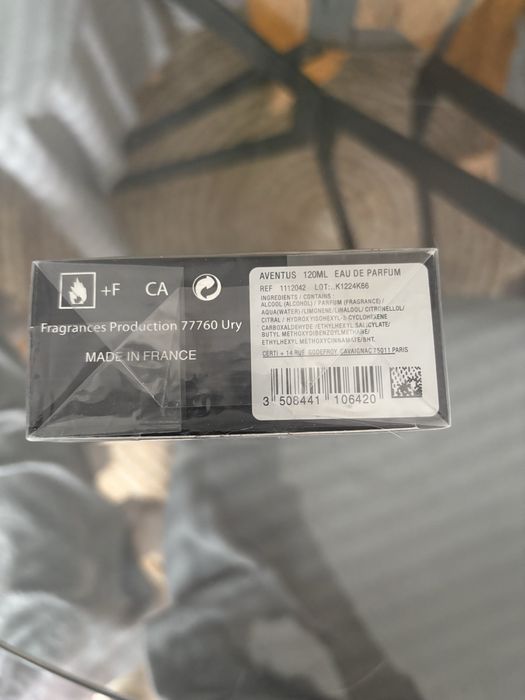 +F CA
Fragrances Production 77760 Ury
MADE IN FRANCE
AVENTUS 120ML EAU DE PARFUM
REF 1112042 LOT:.K1224K66
INGREDIENTS / CONTAINS :
ALCOOL (ALCOHOL) / PARFUM (FRAGRANCE) /
AQUA(WATER) /LIMONENE/LINALOOL/ CITRONELLOL/
CITRAL / HYDROXYISOHEXYL-3-CYCLOHEXENE
CARBOXALDEHYDE /ETHYLHEXYL SALICYLATE/
BUTYL METHOXYDIBENZOYLMETHANE/
ETHYLHEXYL METHOXYCINNAMATE/BHT.
CERTI + 14 RUE GODEFROY CAVAIGNAC 75011 PARIS
3 508441 106420